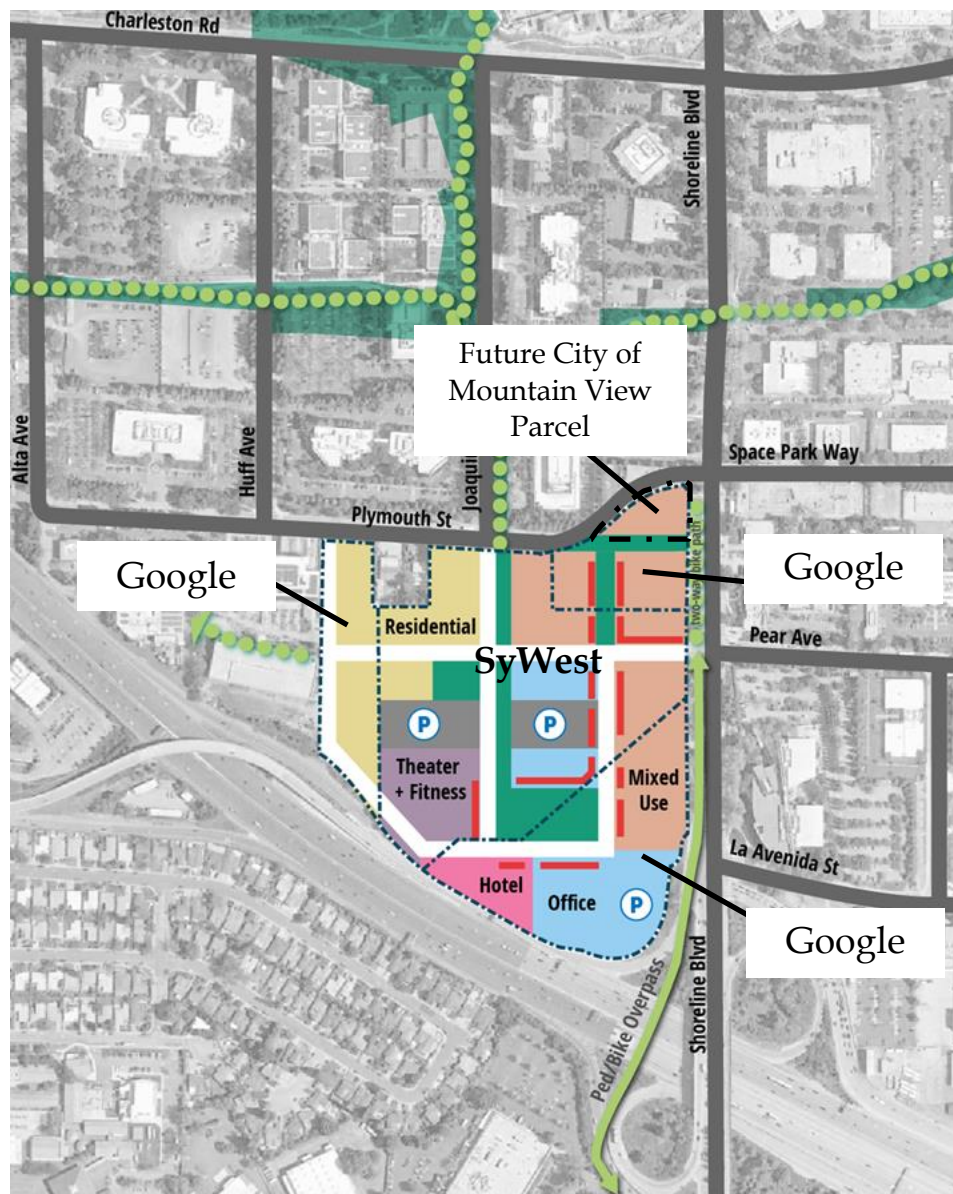 Charleston Rd
Shoreline Blvd
Future City of
Mountain View
Parcel
Alta Ave
Huff Ave
Joaquin
Space Park Way
Plymouth St
Google
Google
two-way bike path
Residential
Pear Ave
SyWest
P
P
Theater
+ Fitness
Mixed
Use
La Avenida St
Hotel
Office
P
Google
Shoreline Blvd
Ped/Bike Overpass